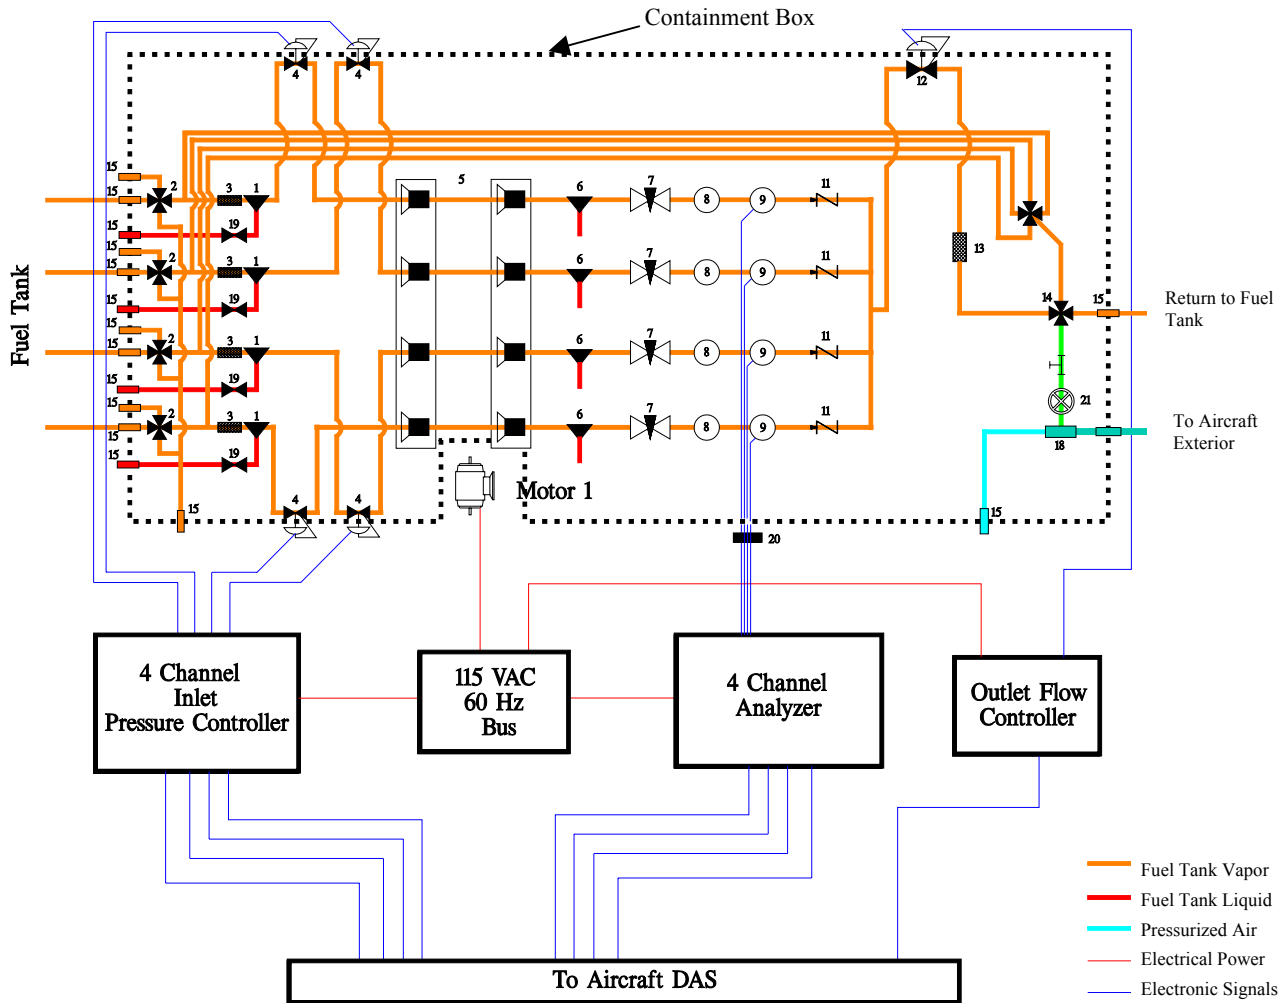 Containment Box
4
4
12
15
15
2
3
1
5
6
7
8
9
11
15
15
15
19
2
3
1
6
7
8
9
11
13
14
15
Return to Fuel
Tank
15
19
15
15
2
3
1
6
7
8
9
11
Fuel Tank
15
19
15
15
2
3
1
6
7
8
9
11
21
To Aircraft
Exterior
18
15
19
4
4
Motor 1
15
15
20
4 Channel
Inlet
Pressure Controller
115 VAC
60 Hz
Bus
4 Channel
Analyzer
Outlet Flow
Controller
To Aircraft DAS
Fuel Tank Vapor
Fuel Tank Liquid
Pressurized Air
Electrical Power
Electronic Signals